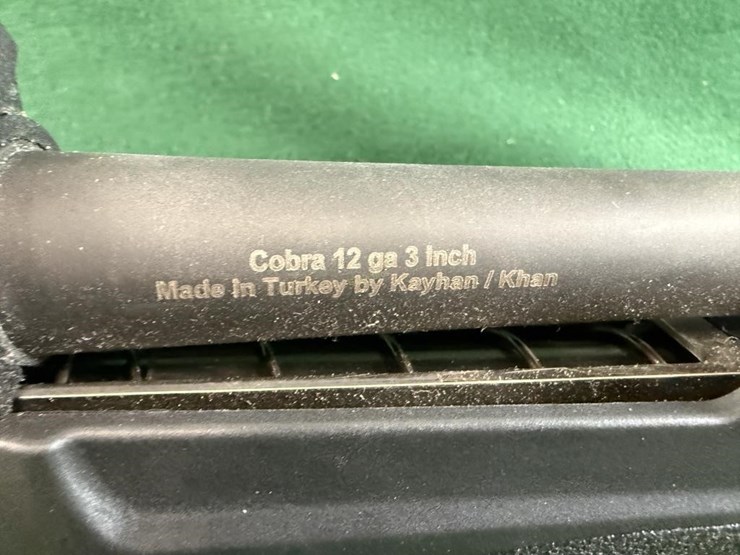 Cobra 12 ga 3 Inch
Made In Turkey by Kayhan / Khan